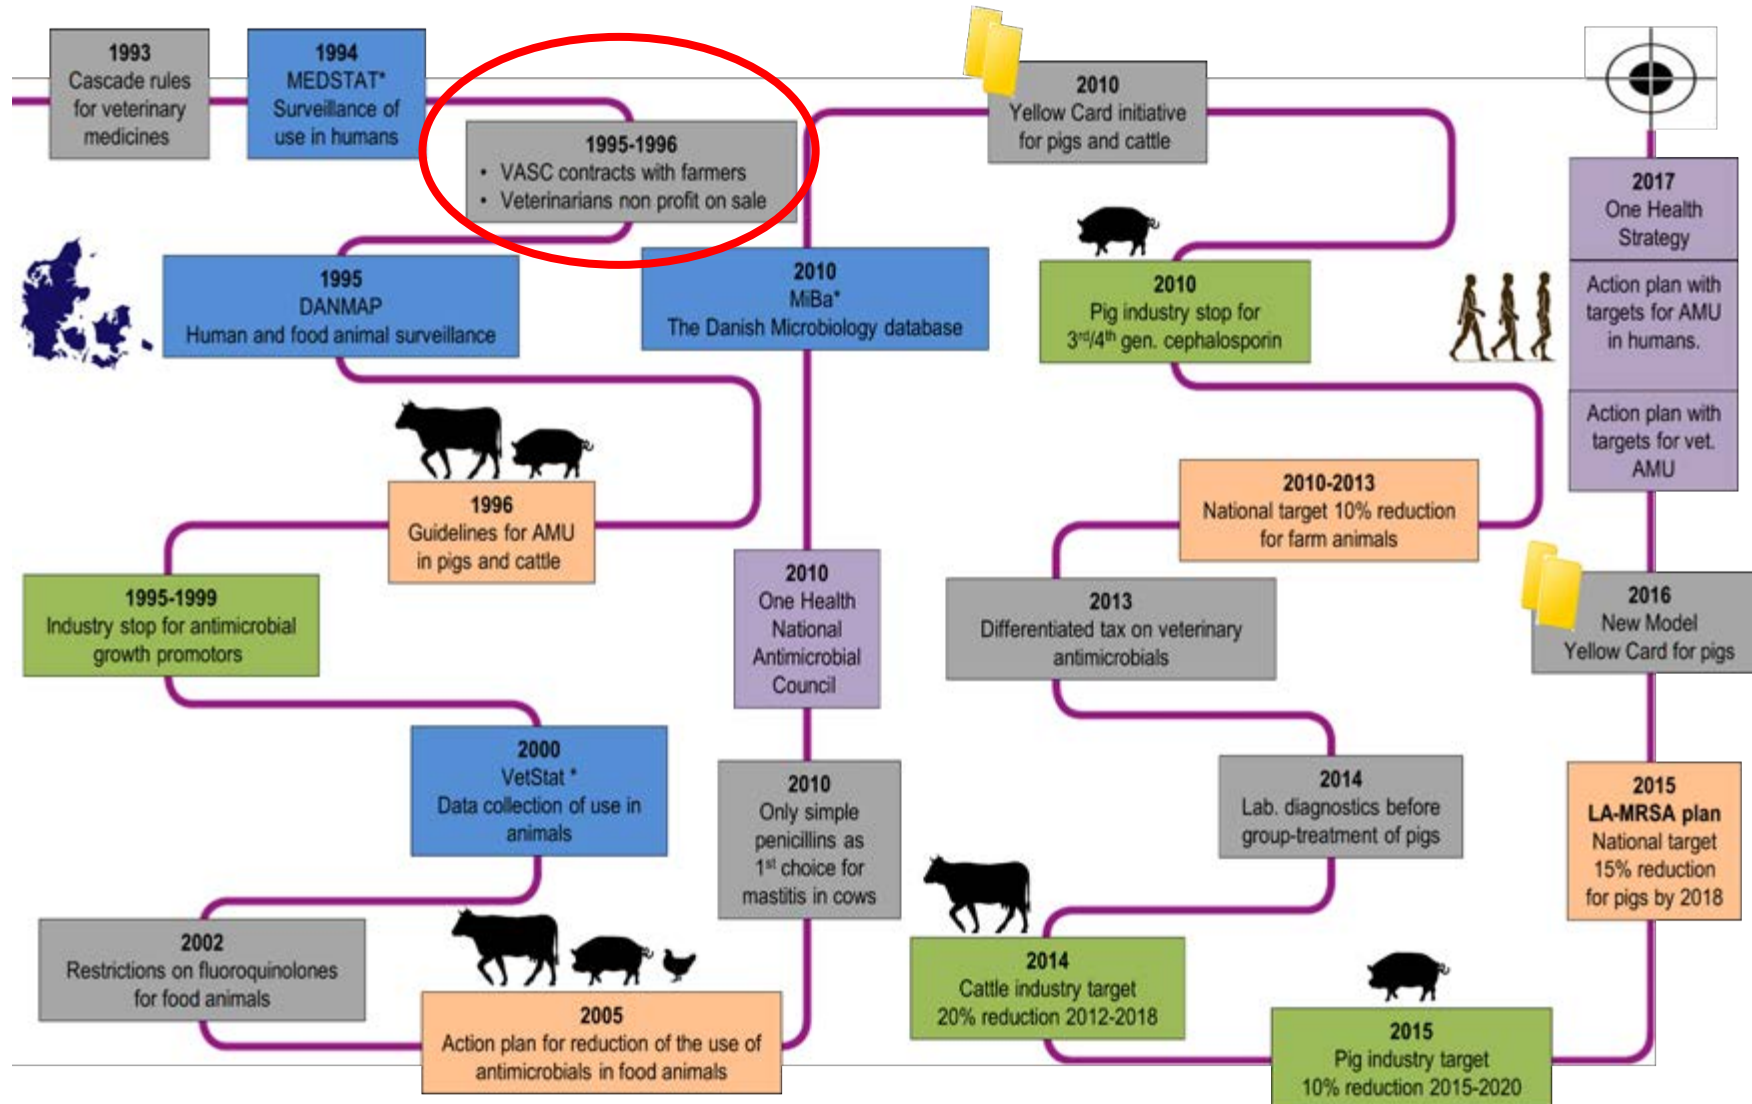 1993
Cascade rules
for veterinary
medicines
1994
MEDSTAT*
Surveillance of
use in humans
1995-1996
• VASC contracts with farmers
• Veterinarians non profit on sale
1995
DANMAP
Human and food animal surveillance
1996
Guidelines for AMU
in pigs and cattle
1995-1999
Industry stop for antimicrobial
growth promotors
2000
VetStat *
Data collection of use in
animals
2002
Restrictions on fluoroquinolones
for food animals
2005
Action plan for reduction of the use of
antimicrobials in food animals
2010
Only simple
penicillins as
1st choice for
mastitis in cows
2010
One Health
National
Antimicrobial
Council
2010
MiBa*
The Danish Microbiology database
2010
Yellow Card initiative
for pigs and cattle
2010
Pig industry stop for
3rd/4th gen. cephalosporin
2010-2013
National target 10% reduction
for farm animals
2013
Differentiated tax on veterinary
antimicrobials
2014
Lab. diagnostics before
group-treatment of pigs
2014
Cattle industry target
20% reduction 2012-2018
2015
Pig industry target
10% reduction 2015-2020
2015
LA-MRSA plan
National target
15% reduction
for pigs by 2018
2016
New Model
Yellow Card for pigs
2017
One Health
Strategy
Action plan with
targets for AMU
in humans.
Action plan with
targets for vet.
AMU